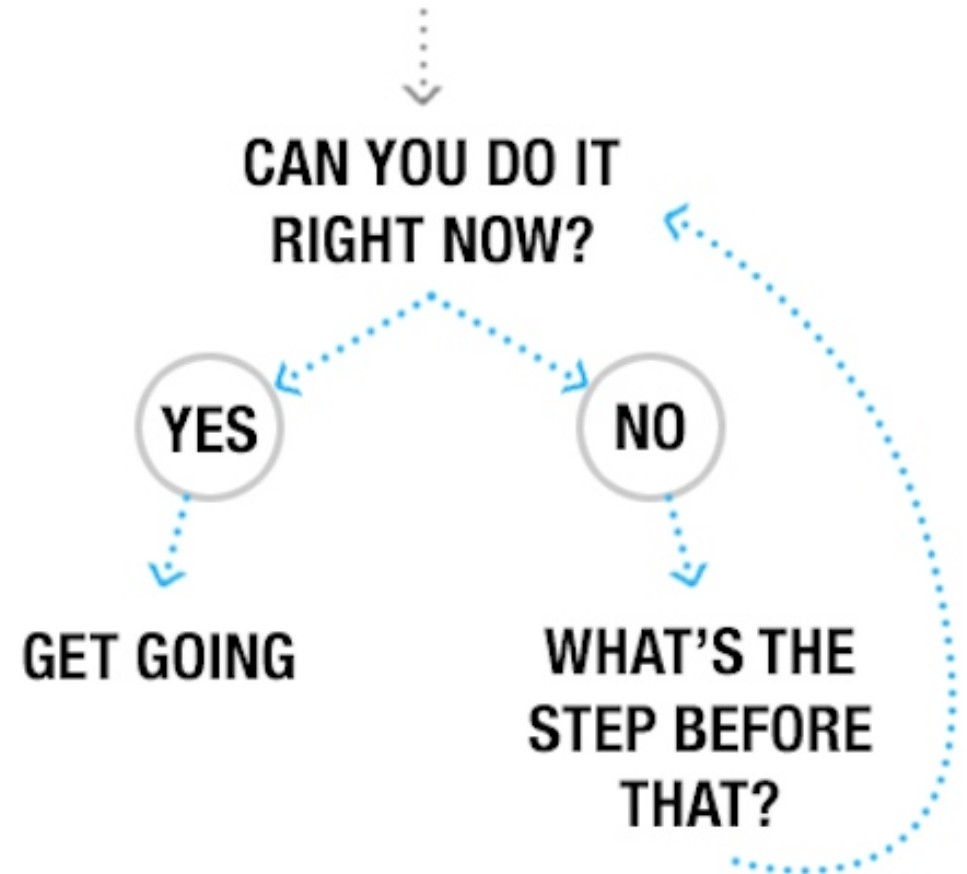 CAN YOU DO IT
RIGHT NOW?
YES
NO
GET GOING
WHAT'S THE
STEP BEFORE
THAT?